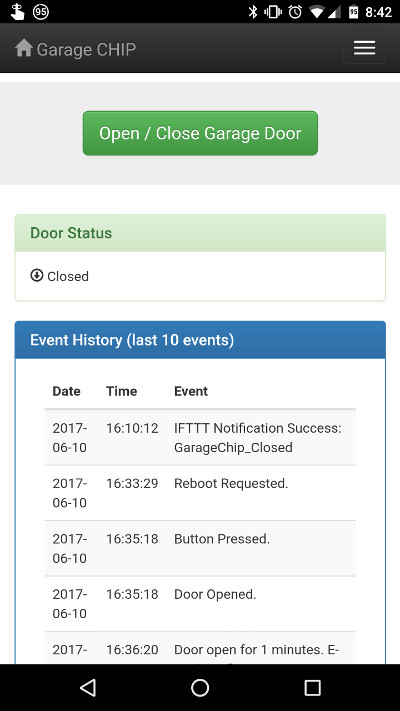 95 95 8:42
Garage CHIP
Open / Close Garage Door
Door Status
Closed
Event History (last 10 events)
Date Time Event
2017- 16:10:12 IFTTT Notification Success:
06-10 GarageChip_Closed
2017- 16:33:29 Reboot Requested.
06-10
2017- 16:35:18 Button Pressed.
06-10
2017- 16:35:18 Door Opened.
06-10
2017- 16:36:20 Door open for 1 minutes. E-